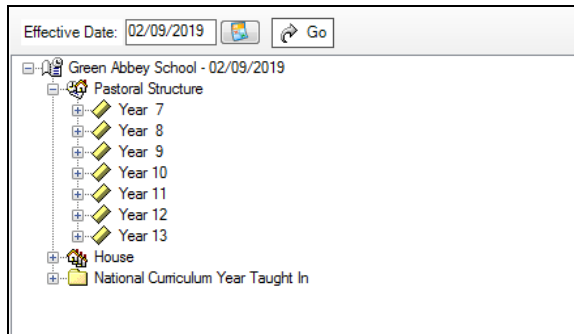 Effective Date: 02/09/2019 Go
Green Abbey School - 02/09/2019
Pastoral Structure
Year 7
Year 8
Year 9
Year 10
Year 11
Year 12
Year 13
House
National Curriculum Year Taught In